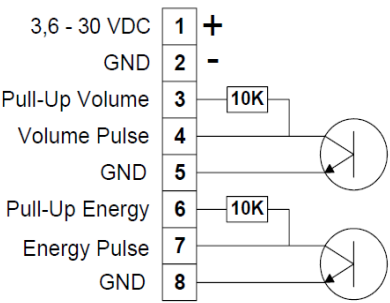 3,6 - 30 VDC 1 +
GND 2 -
Pull-Up Volume 3 10K
Volume Pulse 4
GND 5
Pull-Up Energy 6 10K
Energy Pulse 7
GND 8